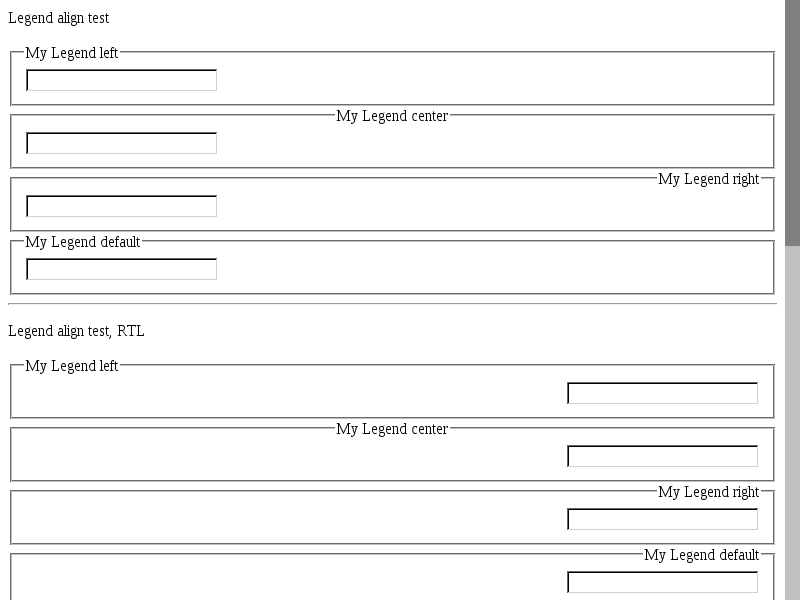 Legend align test
My Legend left
My Legend center
My Legend right
My Legend default
Legend align test, RTL
My Legend left
My Legend center
My Legend right
My Legend default